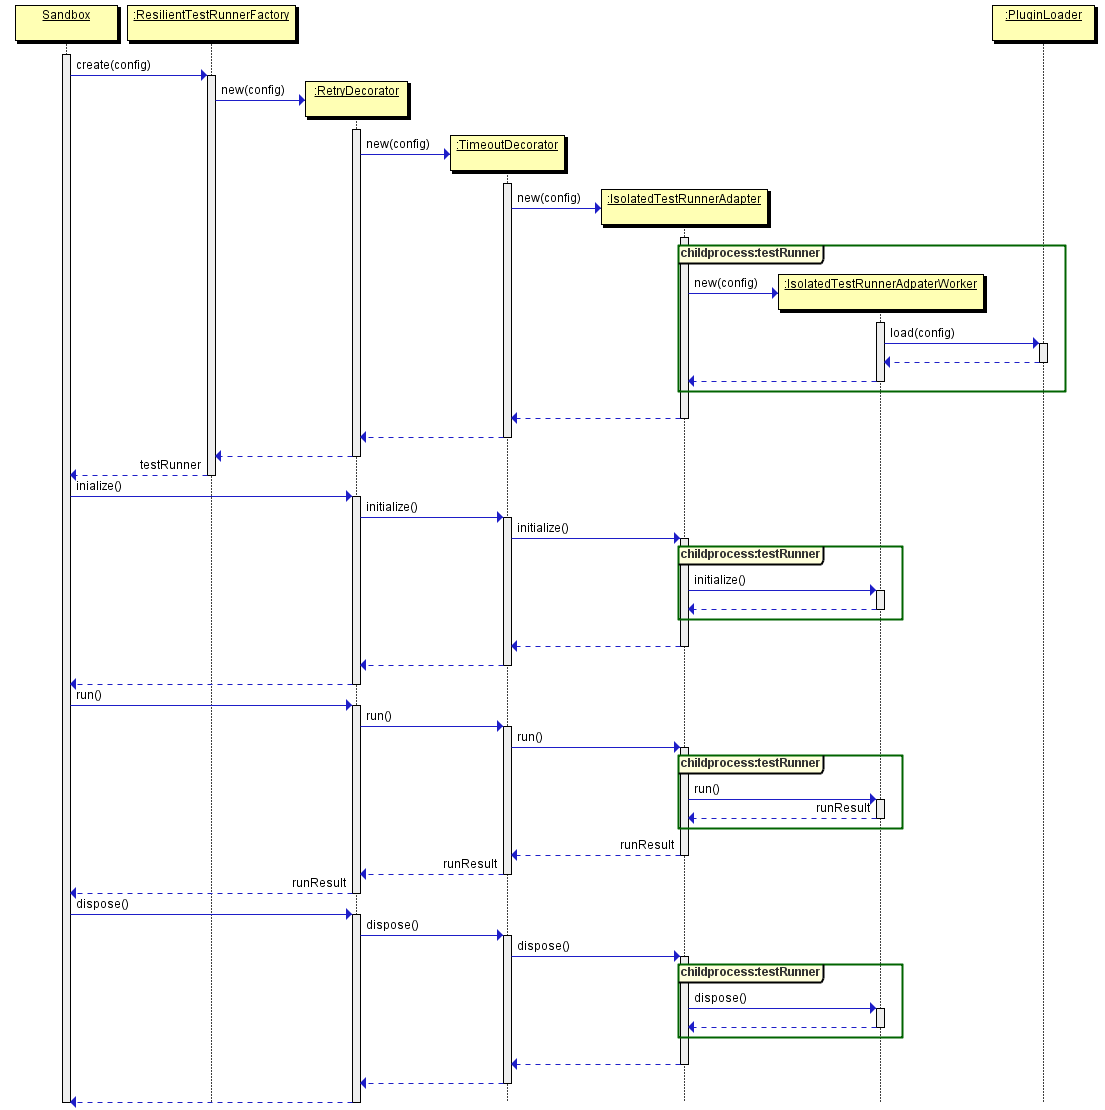 Sandbox
:ResilientTestRunnerFactory
:PluginLoader
create(config)
new(config)
:RetryDecorator
new(config)
:TimeoutDecorator
new(config)
:IsolatedTestRunnerAdapter
childprocess:testRunner
new(config)
:IsolatedTestRunnerAdpaterWorker
load(config)
testRunner
inialize()
initialize()
initialize()
childprocess:testRunner
initialize()
run()
run()
run()
childprocess:testRunner
run()
runResult
runResult
runResult
runResult
dispose()
dispose()
dispose()
childprocess:testRunner
dispose()